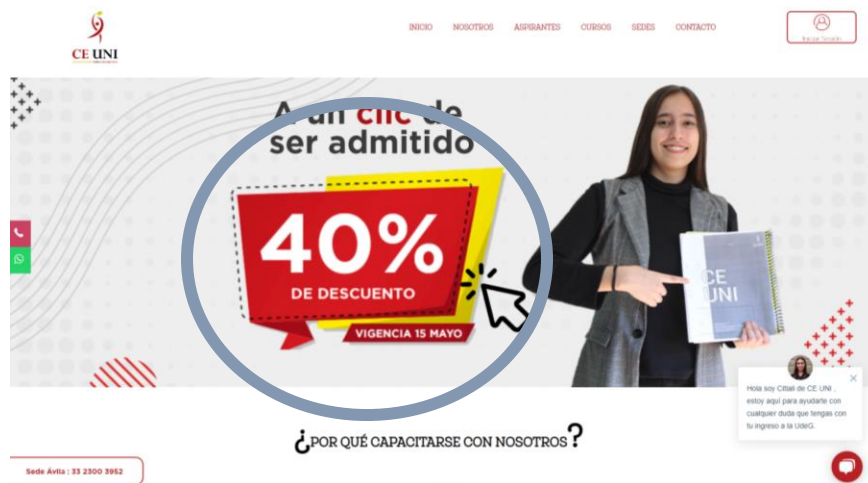 CE UNI
INICIO NOSOTROS ASPIRANTES CURSOS SEDES CONTACTO
Iniciar Sesión
A un clic de
ser admitido
40%
DE DESCUENTO
VIGENCIA 15 MAYO
CE
UNI
Hola soy Citlali de CE UNI ,
estoy aquí para ayudarte con
cualquier duda que tengas con
tu ingreso a la UdeG.
¿POR QUÉ CAPACITARSE CON NOSOTROS?
Sede Ávila : 33 2300 3952